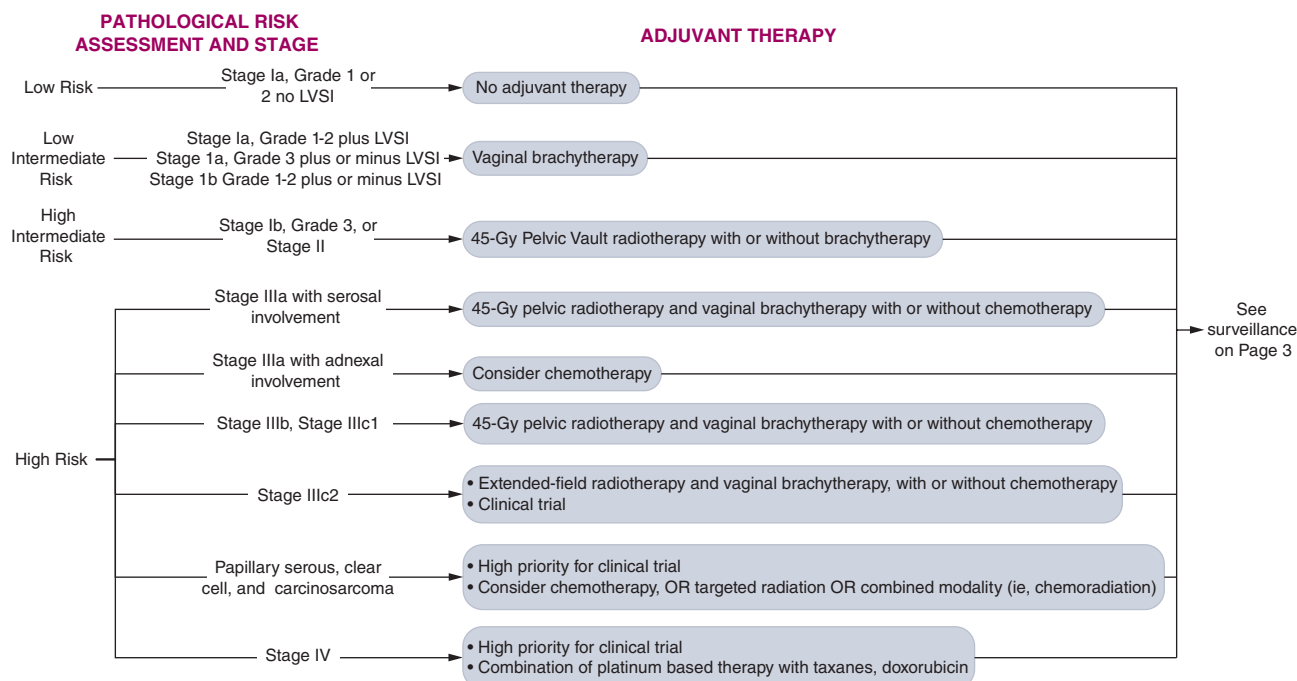 PATHOLOGICAL RISK
ASSESSMENT AND STAGE
ADJUVANT THERAPY
Low Risk
Stage Ia, Grade 1 or
2 no LVSI
No adjuvant therapy
Low
Intermediate
Risk
Stage Ia, Grade 1-2 plus LVSI
Stage 1a, Grade 3 plus or minus LVSI
Stage 1b Grade 1-2 plus or minus LVSI
Vaginal brachytherapy
High
Intermediate
Risk
Stage Ib, Grade 3, or
Stage II
45-Gy Pelvic Vault radiotherapy with or without brachytherapy
High Risk
Stage IIIa with serosal
involvement
45-Gy pelvic radiotherapy and vaginal brachytherapy with or without chemotherapy
Stage IIIa with adnexal
involvement
Consider chemotherapy
Stage IIIb, Stage IIIc1
45-Gy pelvic radiotherapy and vaginal brachytherapy with or without chemotherapy
Stage IIIc2
• Extended-field radiotherapy and vaginal brachytherapy, with or without chemotherapy
• Clinical trial
Papillary serous, clear
cell, and carcinosarcoma
• High priority for clinical trial
• Consider chemotherapy, OR targeted radiation OR combined modality (ie, chemoradiation)
Stage IV
• High priority for clinical trial
• Combination of platinum based therapy with taxanes, doxorubicin
See
surveillance
on Page 3